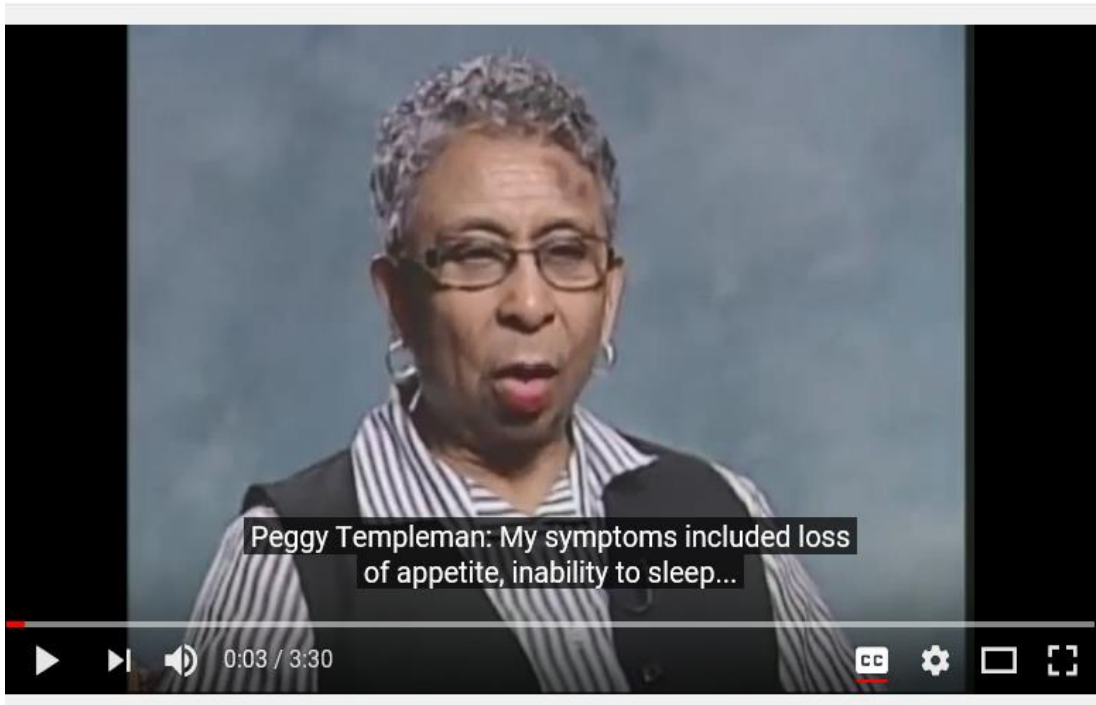 Peggy Templeman: My symptoms included loss
of appetite, inability to sleep...
0:03 / 3:30
CC